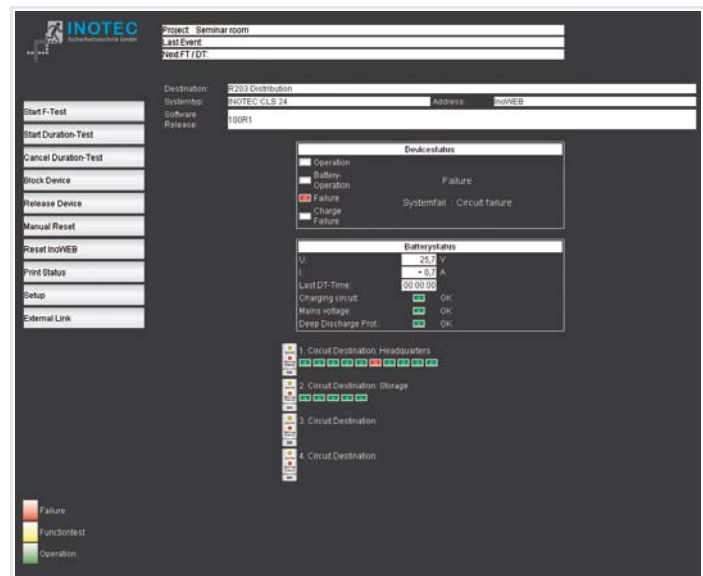 INOTEC
Sicherheitstechnik GmbH
Project: Seminar room
Last Event:
Next FT / DT:
Destination: R203 Distribution
Systemtyp: INOTEC CLS 24 Address: InoWEB
Software Release: 100R1
Start F-Test
Start Duration-Test
Cancel Duration-Test
Block Device
Release Device
Manual Reset
Reset InoWEB
Print Status
Setup
External Link
Devicestatus
Operation
Battery-Operation
Failure
Failure
Systemfail. : Circuit failure
Charge Failure
Batterystatus
U: 25,7 V
I: + 0,7 A
Last DT-Time: 00:00:00
Charging circuit: OK
Mains voltage: OK
Deep Discharge Prot.: OK
1. Circuit Destination: Headquarters
2. Circuit Destination: Storage
3. Circuit Destination:
4. Circuit Destination:
Failure
Functiontest
Operation